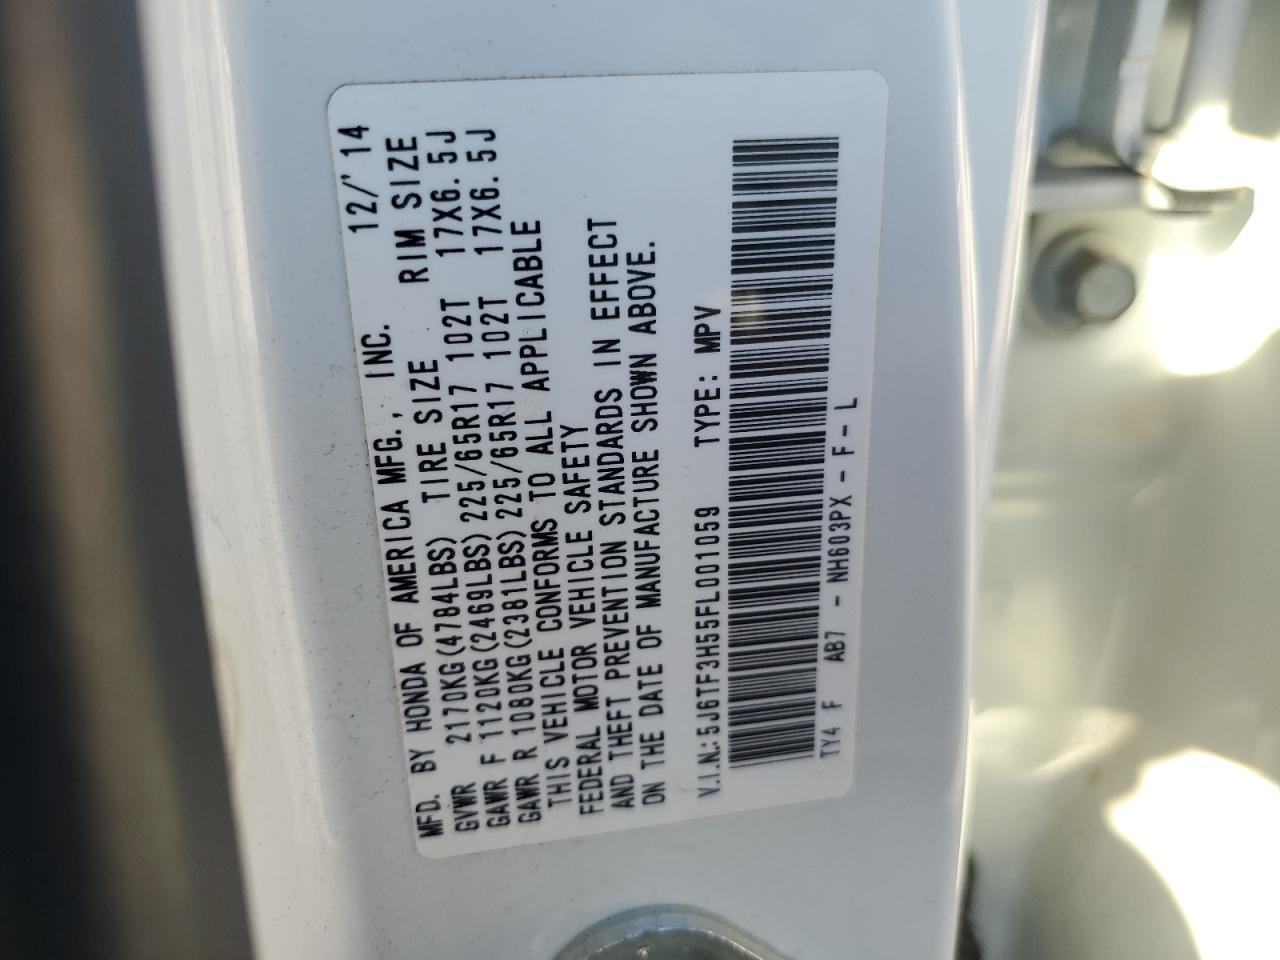 MFD. BY HONDA OF AMERICA MFG., INC. 12/'14
GVWR 2170KG(4784LBS) TIRE SIZE RIM SIZE
GAWR F 1120KG(2469LBS) 225/65R17 102T 17X6.5J
GAWR R 1080KG(2381LBS) 225/65R17 102T 17X6.5J
THIS VEHICLE CONFORMS TO ALL APPLICABLE
FEDERAL MOTOR VEHICLE SAFETY
AND THEFT PREVENTION STANDARDS IN EFFECT
ON THE DATE OF MANUFACTURE SHOWN ABOVE.
V.I.N.: 5J6TF3H55FL001059 TYPE: MPV
TY4 F AB7 - NH603PX - F - L